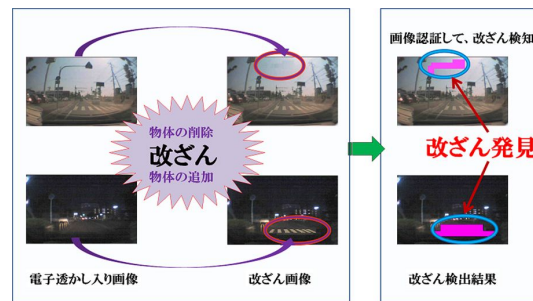 物体の削除
改ざん
物体の追加
電子透かし入り画像
改ざん画像
画像認証して、改ざん検知
改ざん発見
改ざん検出結果